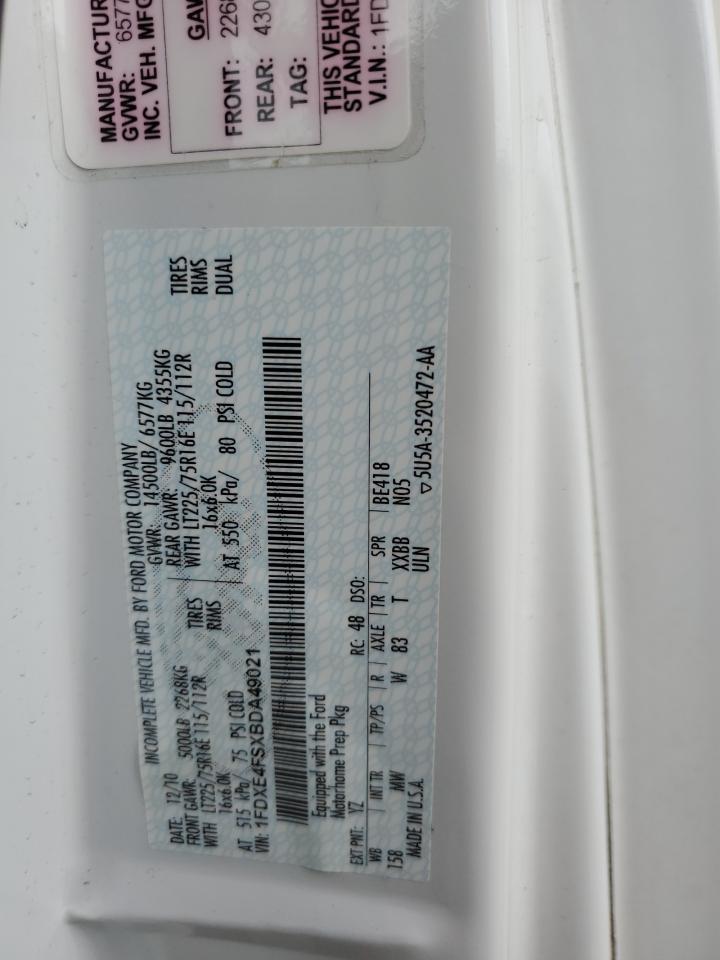 MANUFACTUR
GVWR: 657
INC. VEH. MFG
GAW
FRONT: 226
REAR: 430
TAG:
THIS VEHIC
STANDARD
V.I.N.: 1FD
INCOMPLETE VEHICLE MFD. BY FORD MOTOR COMPANY
DATE: 12/10 GVWR: 14500LB/ 6577KG
FRONT GAWR: 5000LB 2268KG REAR GAWR: 9600LB 4355KG
WITH LT225/75R16E 115/112R TIRES WITH LT225/75R16E 115/112R TIRES
16x6.0K RIMS 16x6.0K RIMS
AT 515 kPa/ 75 PSI COLD AT 550 kPa/ 80 PSI COLD DUAL
VIN: 1FDXE4FSXBDA49021
Equipped with the Ford
Motorhome Prep Pkg
EXT PNT: YZ RC: 48 DSO:
WB INT TR TP/PS R AXLE TR SPR BE418
158 MW W 83 T XXBB N05
MADE IN U.S.A. ULN
5U5A-3520472-AA